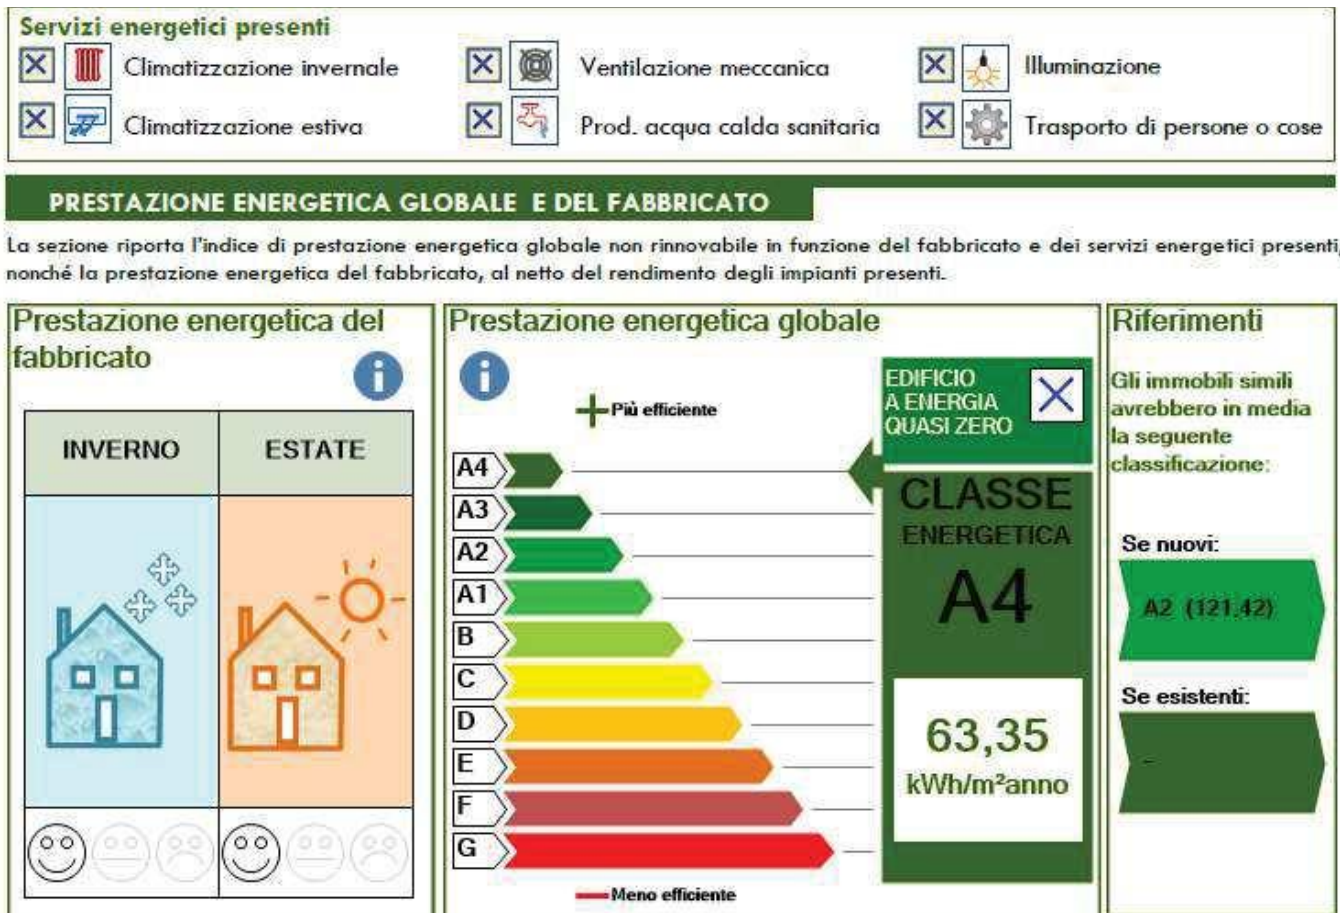 Servizi energetici presenti
Climatizzazione invernale
Ventilazione meccanica
Illuminazione
Climatizzazione estiva
Prod. acqua calda sanitaria
Trasporto di persone o cose
PRESTAZIONE ENERGETICA GLOBALE E DEL FABBRICATO
La sezione riporta l'indice di prestazione energetica globale non rinnovabile in funzione del fabbricato e dei servizi energetici presenti,
nonché la prestazione energetica del fabbricato, al netto del rendimento degli impianti presenti.
Prestazione energetica del
fabbricato
i
INVERNO
ESTATE
Prestazione energetica globale
i
Più efficiente
A4
A3
A2
A1
B
C
D
E
F
G
Meno efficiente
EDIFICIO
A ENERGIA
QUASI ZERO
CLASSE
ENERGETICA
A4
63,35
kWh/m²anno
Riferimenti
Gli immobili simili
avrebbero in media
la seguente
classificazione:
Se nuovi:
A2 (121.42)
Se esistenti:
-